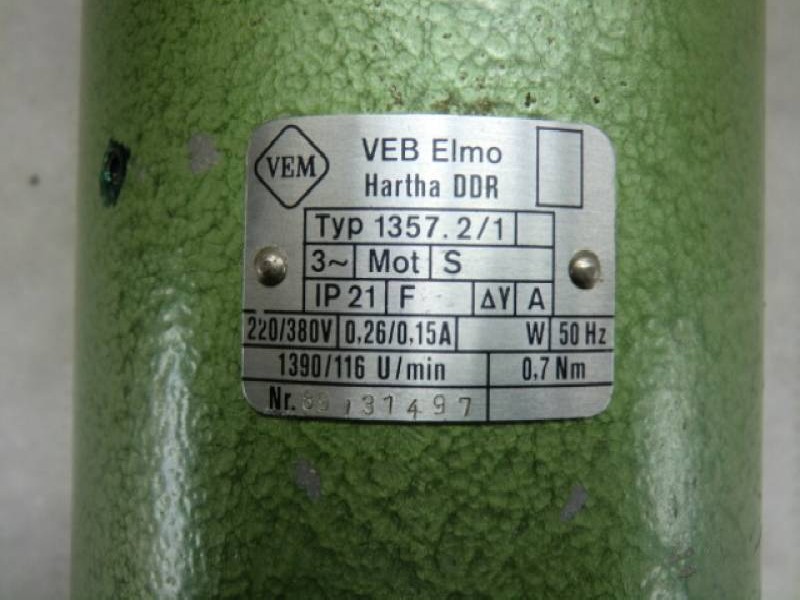 VEM
VEB Elmo
Hartha DDR
Typ 1357.2/1
3~ Mot S
IP 21 F ΔY A
220/380V 0,26/0,15A W 50 Hz
1390/116 U/min 0,7 Nm
Nr. 31497